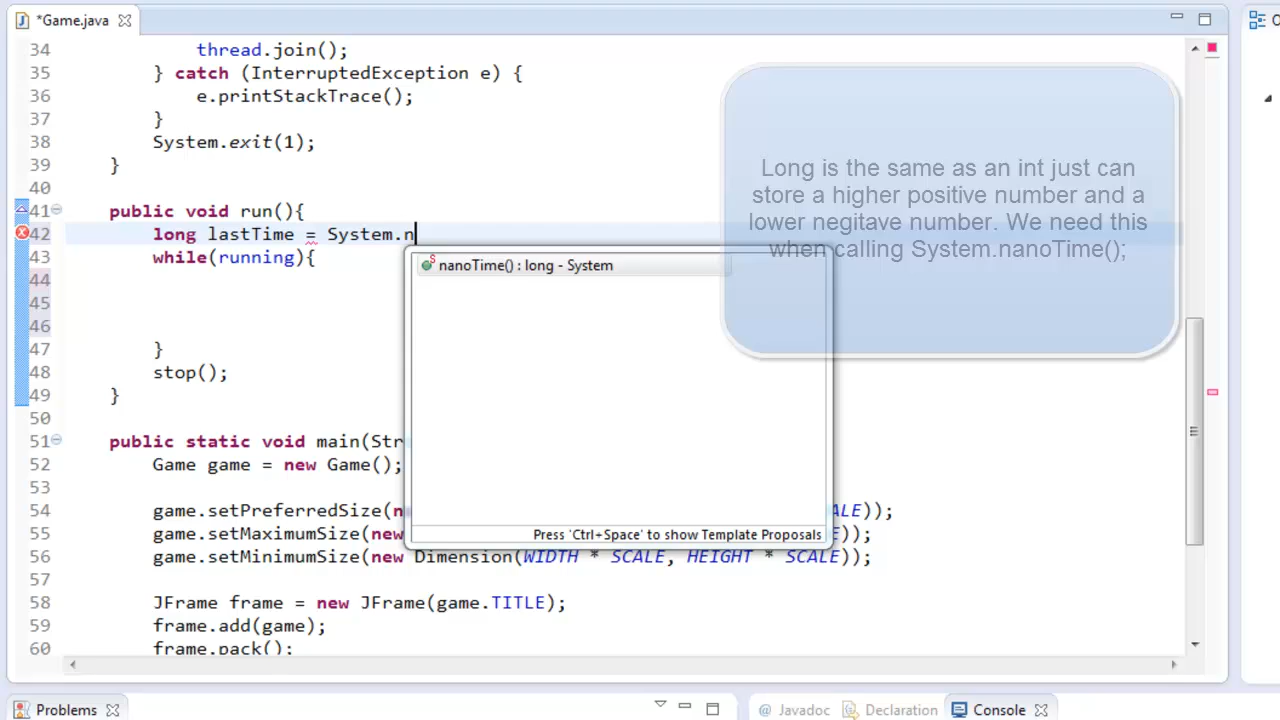 *Game.java
34 thread.join();
35 } catch (InterruptedException e) {
36 e.printStackTrace();
37 }
38 System.exit(1);
39 }
40
41 public void run(){
42 long lastTime = System.n
43 while(running){
44
45
46
47 }
48 stop();
49 }
50
51 public static void main(Str
52 Game game = new Game();
53
54 game.setPreferredSize(n ALE));
55 game.setMaximumSize(new E));
56 game.setMinimumSize(new Dimension(WIDTH * SCALE, HEIGHT * SCALE));
57
58 JFrame frame = new JFrame(game.TITLE);
59 frame.add(game);
60 frame.pack();
nanoTime() : long - System
Press 'Ctrl+Space' to show Template Proposals
Long is the same as an int just can
store a higher positive number and a
lower negitave number. We need this
when calling System.nanoTime();
Problems
@ Javadoc Declaration Console